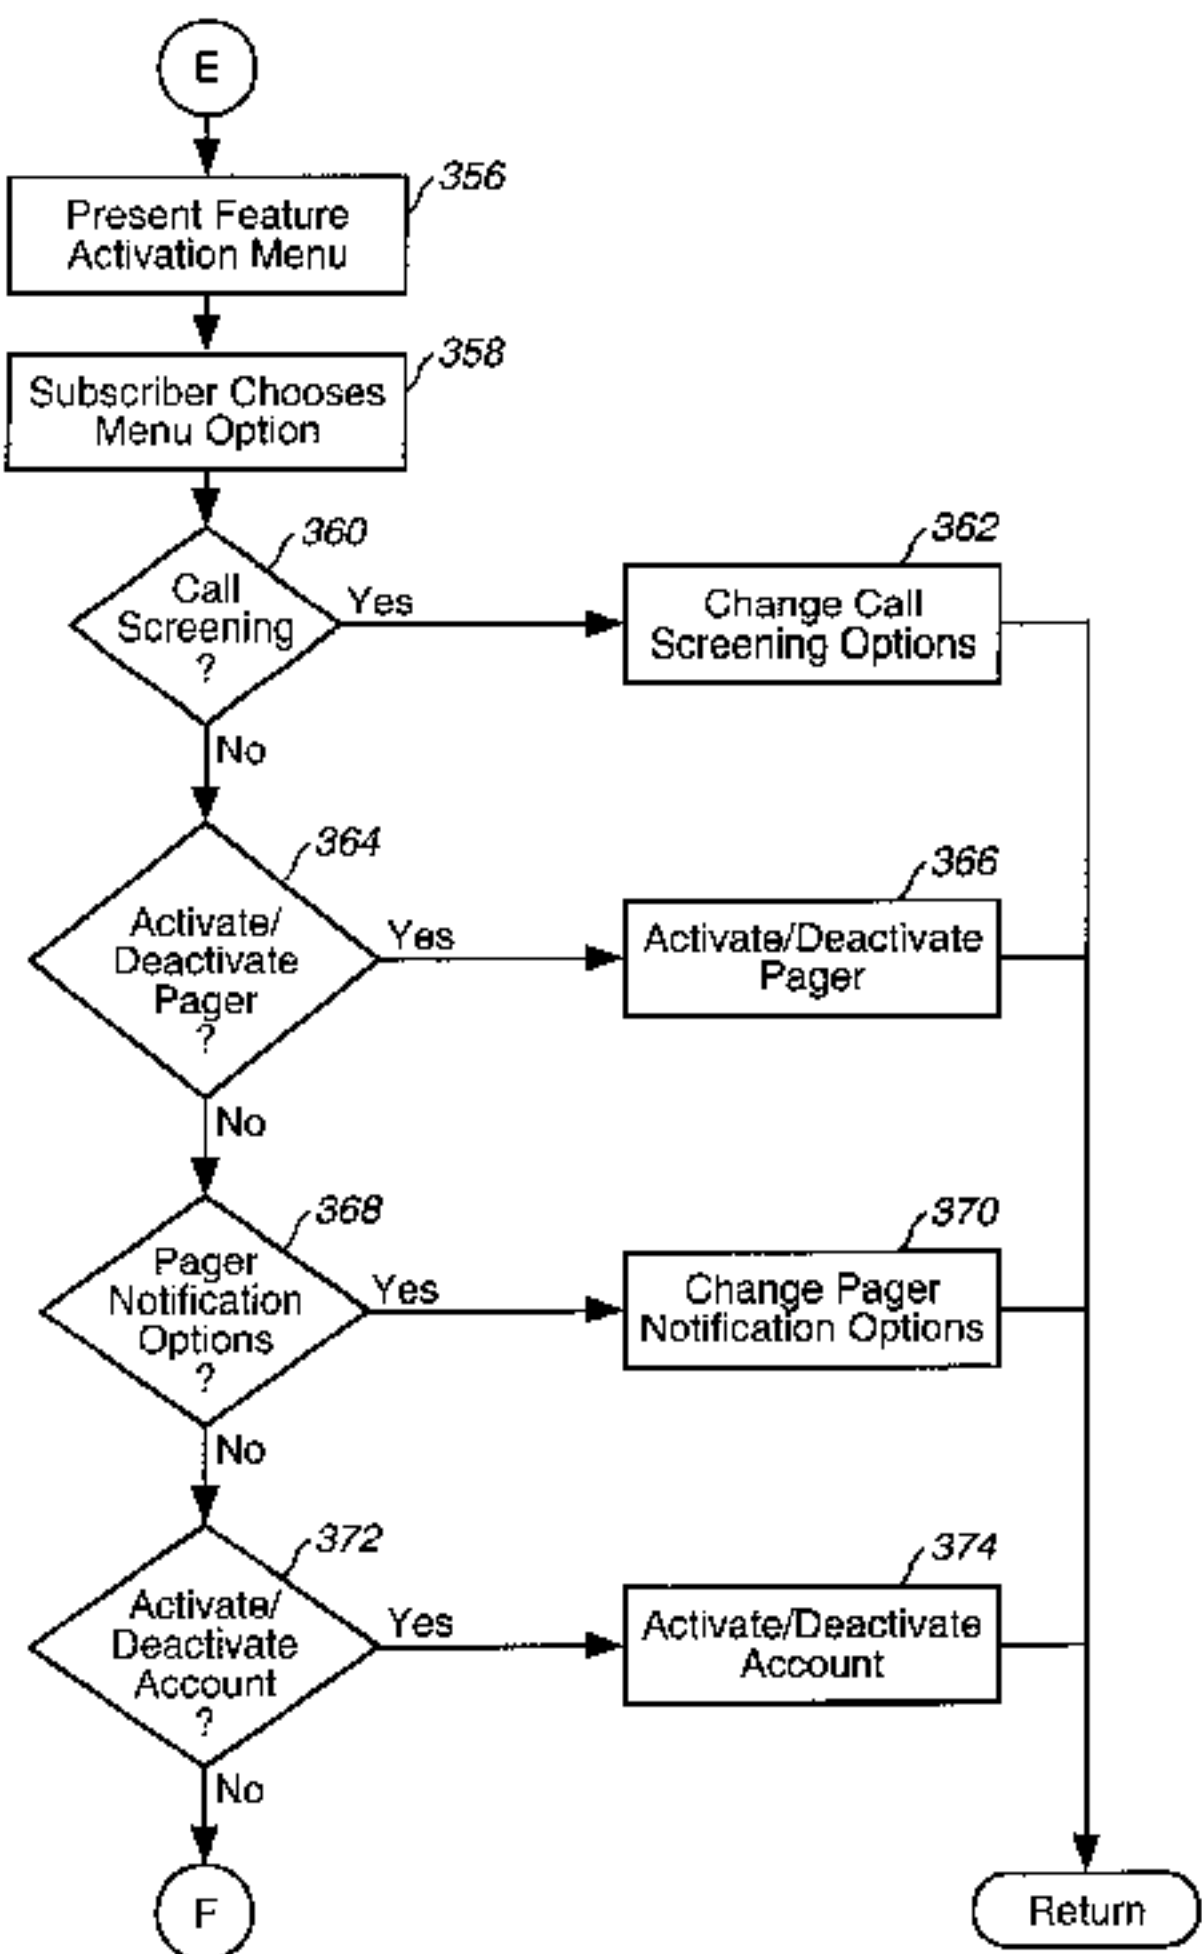 E
356
Present Feature
Activation Menu
358
Subscriber Chooses
Menu Option
360
Call
Screening
?
Yes
362
Change Call
Screening Options
No
364
Activate/
Deactivate
Pager
?
Yes
366
Activate/Deactivate
Pager
No
368
Pager
Notification
Options
?
Yes
370
Change Pager
Notification Options
No
372
Activate/
Deactivate
Account
?
Yes
374
Activate/Deactivate
Account
No
F
Return